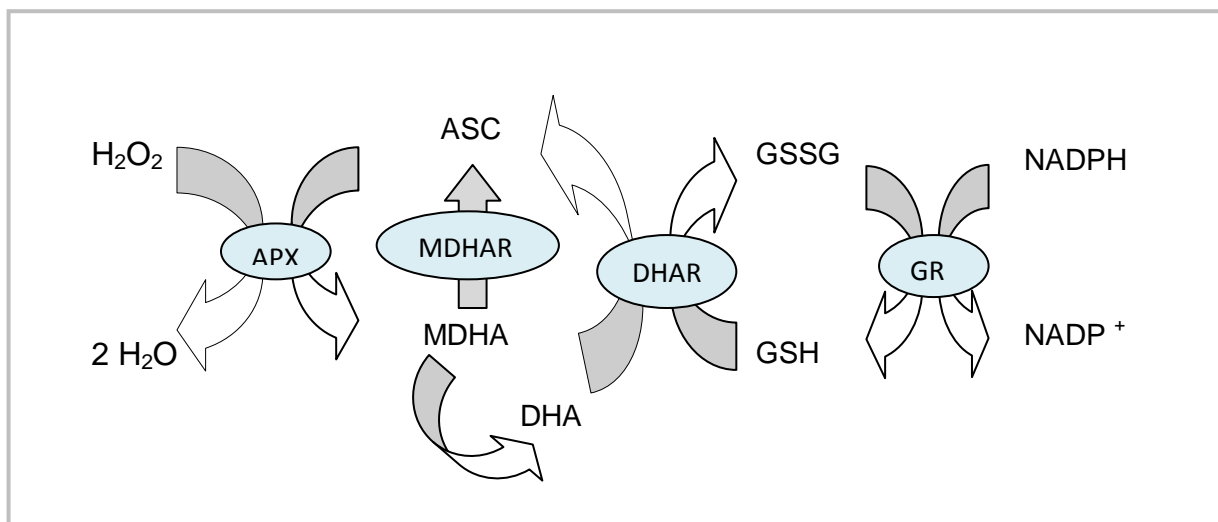 ASC
H₂O₂
GSSG
NADPH
APX
MDHAR
DHAR
GR
2 H₂O
MDHA
GSH
NADP⁺
DHA